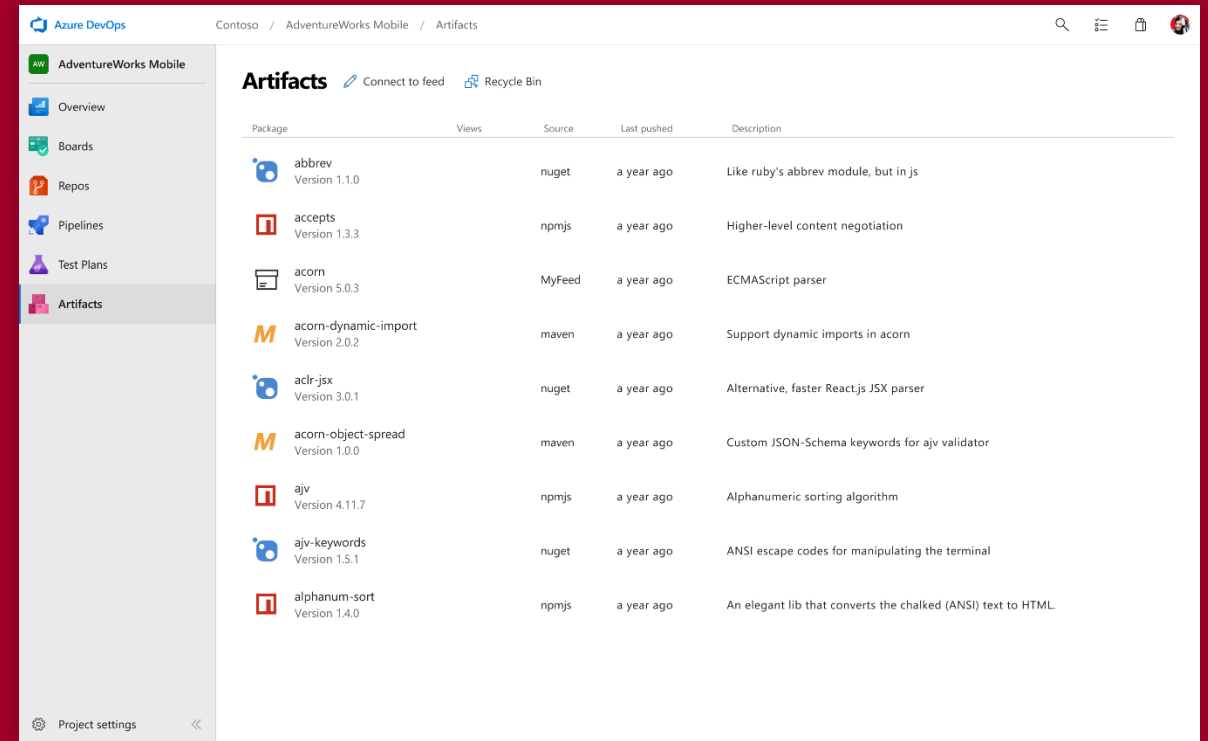 Azure DevOps
Contoso / AdventureWorks Mobile / Artifacts
AW AdventureWorks Mobile
Overview
Boards
Repos
Pipelines
Test Plans
Artifacts
Project settings
Artifacts Connect to feed Recycle Bin
Package Views Source Last pushed Description
abbrev
Version 1.1.0
nuget a year ago Like ruby's abbrev module, but in js
accepts
Version 1.3.3
npmjs a year ago Higher-level content negotiation
acorn
Version 5.0.3
MyFeed a year ago ECMAScript parser
acorn-dynamic-import
Version 2.0.2
maven a year ago Support dynamic imports in acorn
aclr-jsx
Version 3.0.1
nuget a year ago Alternative, faster React.js JSX parser
acorn-object-spread
Version 1.0.0
maven a year ago Custom JSON-Schema keywords for ajv validator
ajv
Version 4.11.7
npmjs a year ago Alphanumeric sorting algorithm
ajv-keywords
Version 1.5.1
nuget a year ago ANSI escape codes for manipulating the terminal
alphanum-sort
Version 1.4.0
npmjs a year ago An elegant lib that converts the chalked (ANSI) text to HTML.